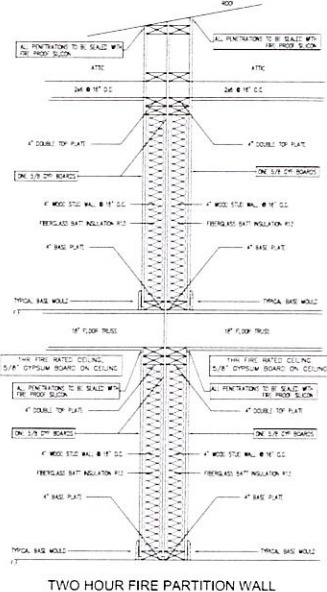 ROOF
ALL PENETRATIONS TO BE SEALED WITH
FIRE PROOF SILICON
ALL PENETRATIONS TO BE SEALED WITH
FIRE PROOF SILICON
ATTIC
ATTIC
2x6 @ 16" O.C.
2x6 @ 16" O.C.
4" DOUBLE TOP PLATE
4" DOUBLE TOP PLATE
ONE 5/8 GYP BOARDS
ONE 5/8 GYP BOARDS
4" WOOD STUD WALL @ 16" O.C.
4" WOOD STUD WALL @ 16" O.C.
FIBERGLASS BATT INSULATION R12
FIBERGLASS BATT INSULATION R12
4" BASE PLATE
4" BASE PLATE
TYPICAL BASE MOULD
TYPICAL BASE MOULD
18" FLOOR TRUSS
18" FLOOR TRUSS
1HR FIRE RATED CEILING,
5/8" GYPSUM BOARD ON CEILING
1HR FIRE RATED CEILING,
5/8" GYPSUM BOARD ON CEILING
ALL PENETRATIONS TO BE SEALED WITH
FIRE PROOF SILICON
ALL PENETRATIONS TO BE SEALED WITH
FIRE PROOF SILICON
4" DOUBLE TOP PLATE
4" DOUBLE TOP PLATE
ONE 5/8 GYP BOARDS
ONE 5/8 GYP BOARDS
4" WOOD STUD WALL @ 16" O.C.
4" WOOD STUD WALL @ 16" O.C.
FIBERGLASS BATT INSULATION R12
FIBERGLASS BATT INSULATION R12
4" BASE PLATE
4" BASE PLATE
TYPICAL BASE MOULD
TYPICAL BASE MOULD
TWO HOUR FIRE PARTITION WALL